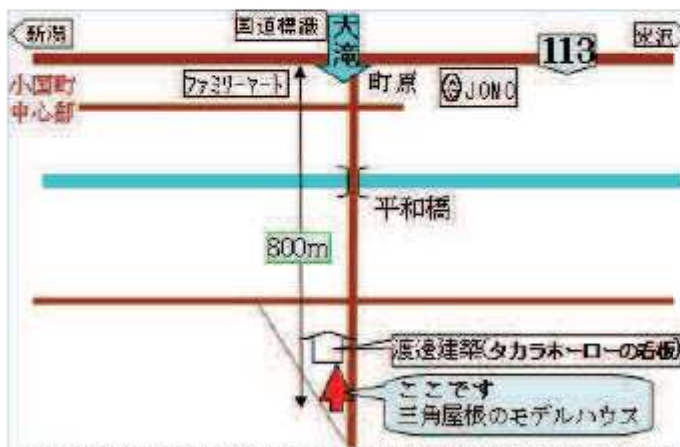 新潟
国道標識
大滝
113
米沢
小国町
中心部
ファミリーマート
町原
JOMO
平和橋
800m
渡邊建築(タカラホーローの看板)
ここです
三角屋根のモデルハウス